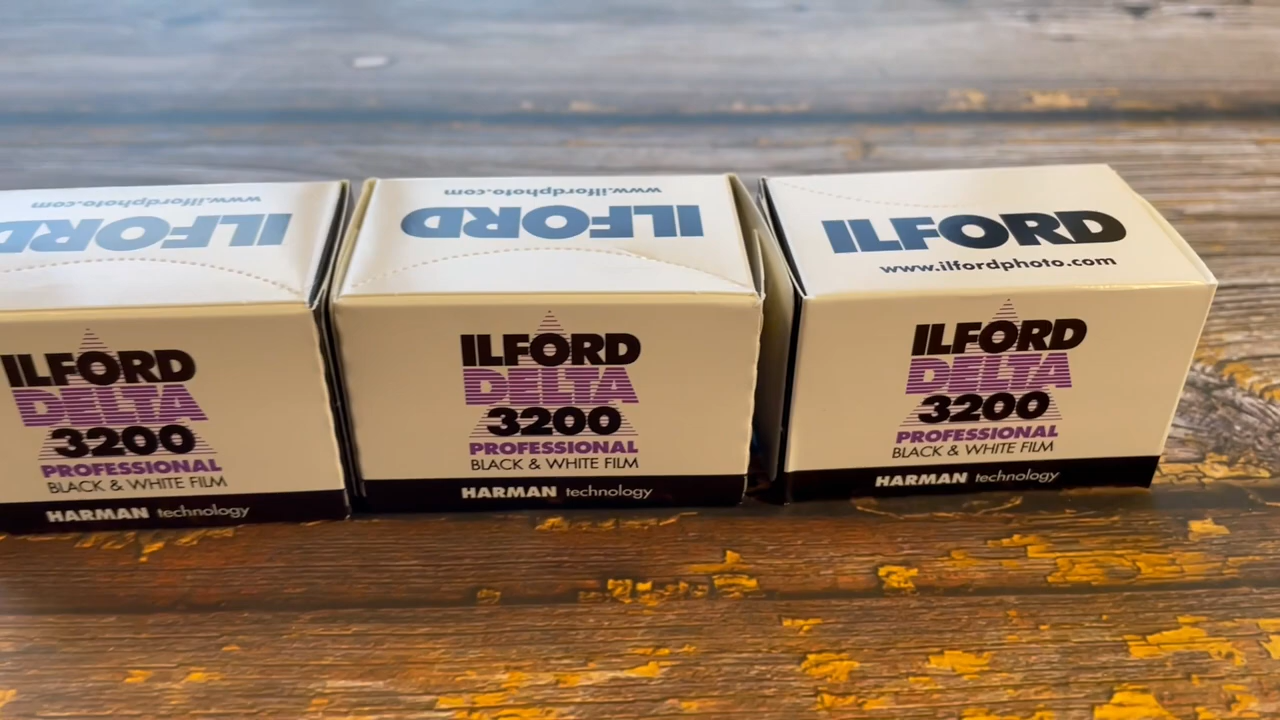 www.ilfordphoto.com
ILFORD
ILFORD
DELTA
3200
PROFESSIONAL
BLACK & WHITE FILM
HARMAN technology
www.ilfordphoto.com
ILFORD
ILFORD
DELTA
3200
PROFESSIONAL
BLACK & WHITE FILM
HARMAN technology
ILFORD
www.ilfordphoto.com
ILFORD
DELTA
3200
PROFESSIONAL
BLACK & WHITE FILM
HARMAN technology